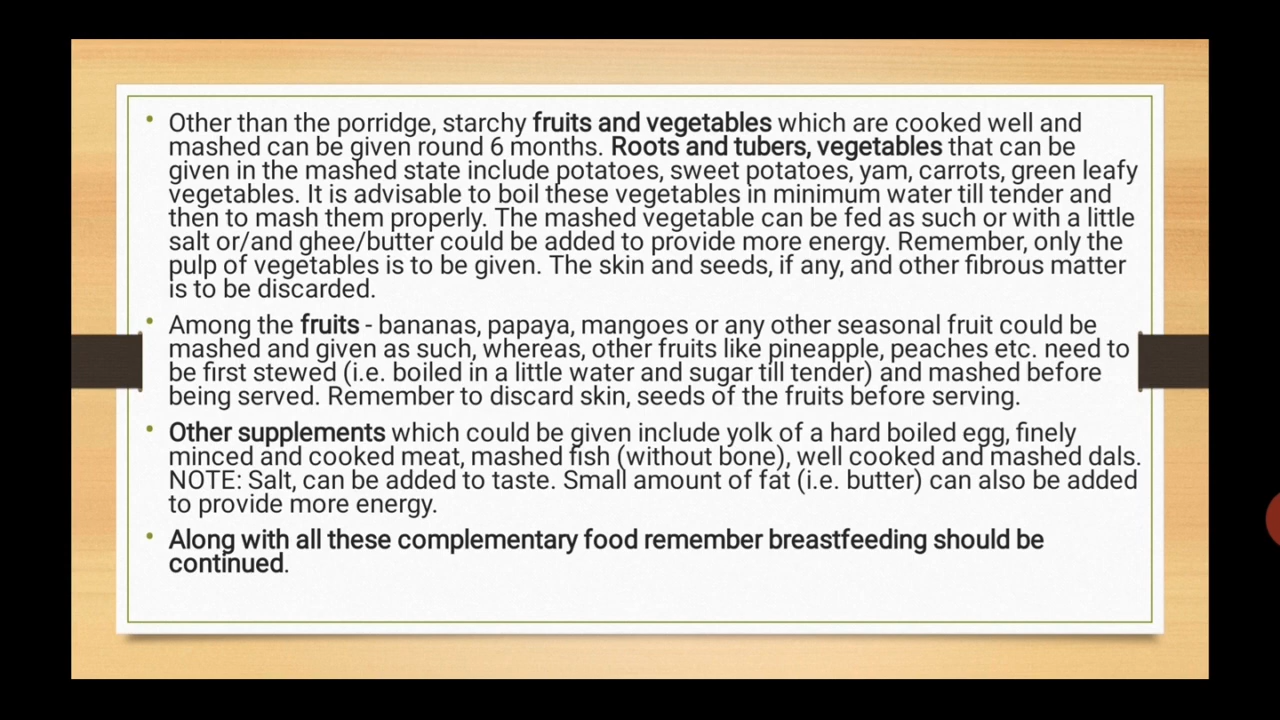 • Other than the porridge, starchy fruits and vegetables which are cooked well and
mashed can be given round 6 months. Roots and tubers, vegetables that can be
given in the mashed state include potatoes, sweet potatoes, yam, carrots, green leafy
vegetables. It is advisable to boil these vegetables in minimum water till tender and
then to mash them properly. The mashed vegetable can be fed as such or with a little
salt or/and ghee/butter could be added to provide more energy. Remember, only the
pulp of vegetables is to be given. The skin and seeds, if any, and other fibrous matter
is to be discarded.
• Among the fruits - bananas, papaya, mangoes or any other seasonal fruit could be
mashed and given as such, whereas, other fruits like pineapple, peaches etc. need to
be first stewed (i.e. boiled in a little water and sugar till tender) and mashed before
being served. Remember to discard skin, seeds of the fruits before serving.
• Other supplements which could be given include yolk of a hard boiled egg, finely
minced and cooked meat, mashed fish (without bone), well cooked and mashed dals.
NOTE: Salt, can be added to taste. Small amount of fat (i.e. butter) can also be added
to provide more energy.
• Along with all these complementary food remember breastfeeding should be
continued.